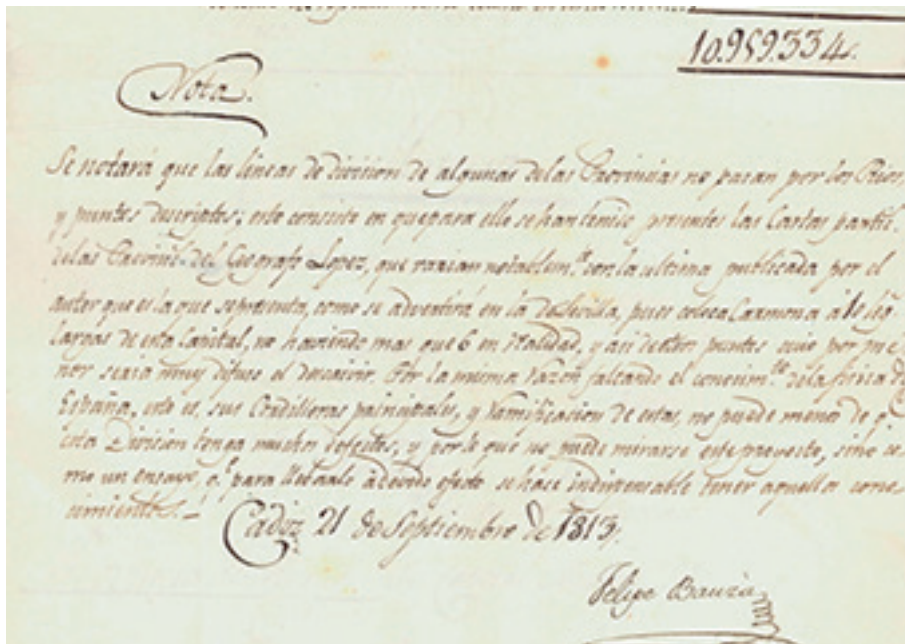 10.959.334.
Nota.
Se notará que las lineas de division de algunas delas Provincias no pasan por los Rios,
y puntos descriptos; esto consiste en que para ello se han tenido presentes las Cartas partic.
delas Provin.s del Geografo Lopez, que varian notablem.te con la ultima publicada por el
autor que es la que se presenta, como se advertirá en la de Sevilla, pues coloca Carmona á 10 leg.
largas de esta Capital, no haviendo mas que 6 en realidad, y asi de otros puntos cuio por me-
nor seria muy difuso el describir. Por la misma razon faltando el conocim.to dela fisica de
España, esto es, sus Cordilleras principales, y ramificacion de estas, no puede menos de q.e
esta Division tenga muchos defectos, y por lo que no puede mirarse este proyecto, sino co-
mo un ensayo, para llevarlo á devido efecto se hace indispensable tener aquellos cono-
cimientos.
Cadiz 21 de Septiembre de 1813.
Felipe Bauzá